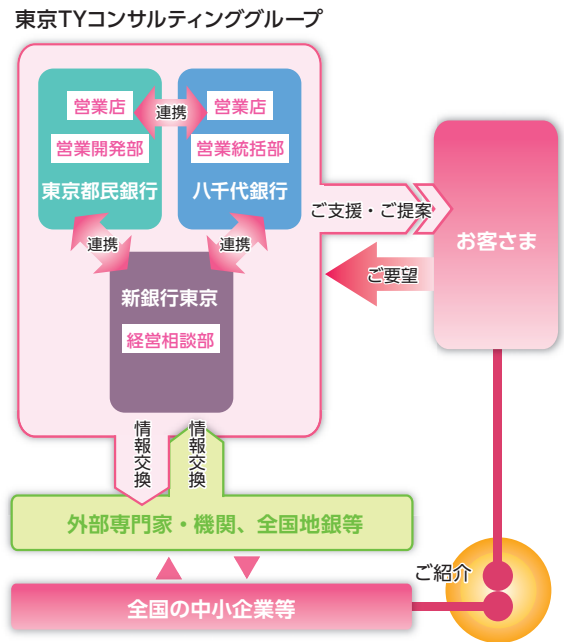 東京TYコンサルティンググループ
営業店
連携
営業店
営業開発部
営業統括部
東京都民銀行
八千代銀行
ご支援・ご提案
お客さま
連携
連携
ご要望
新銀行東京
経営相談部
情報交換
情報交換
外部専門家・機関、全国地銀等
ご紹介
全国の中小企業等